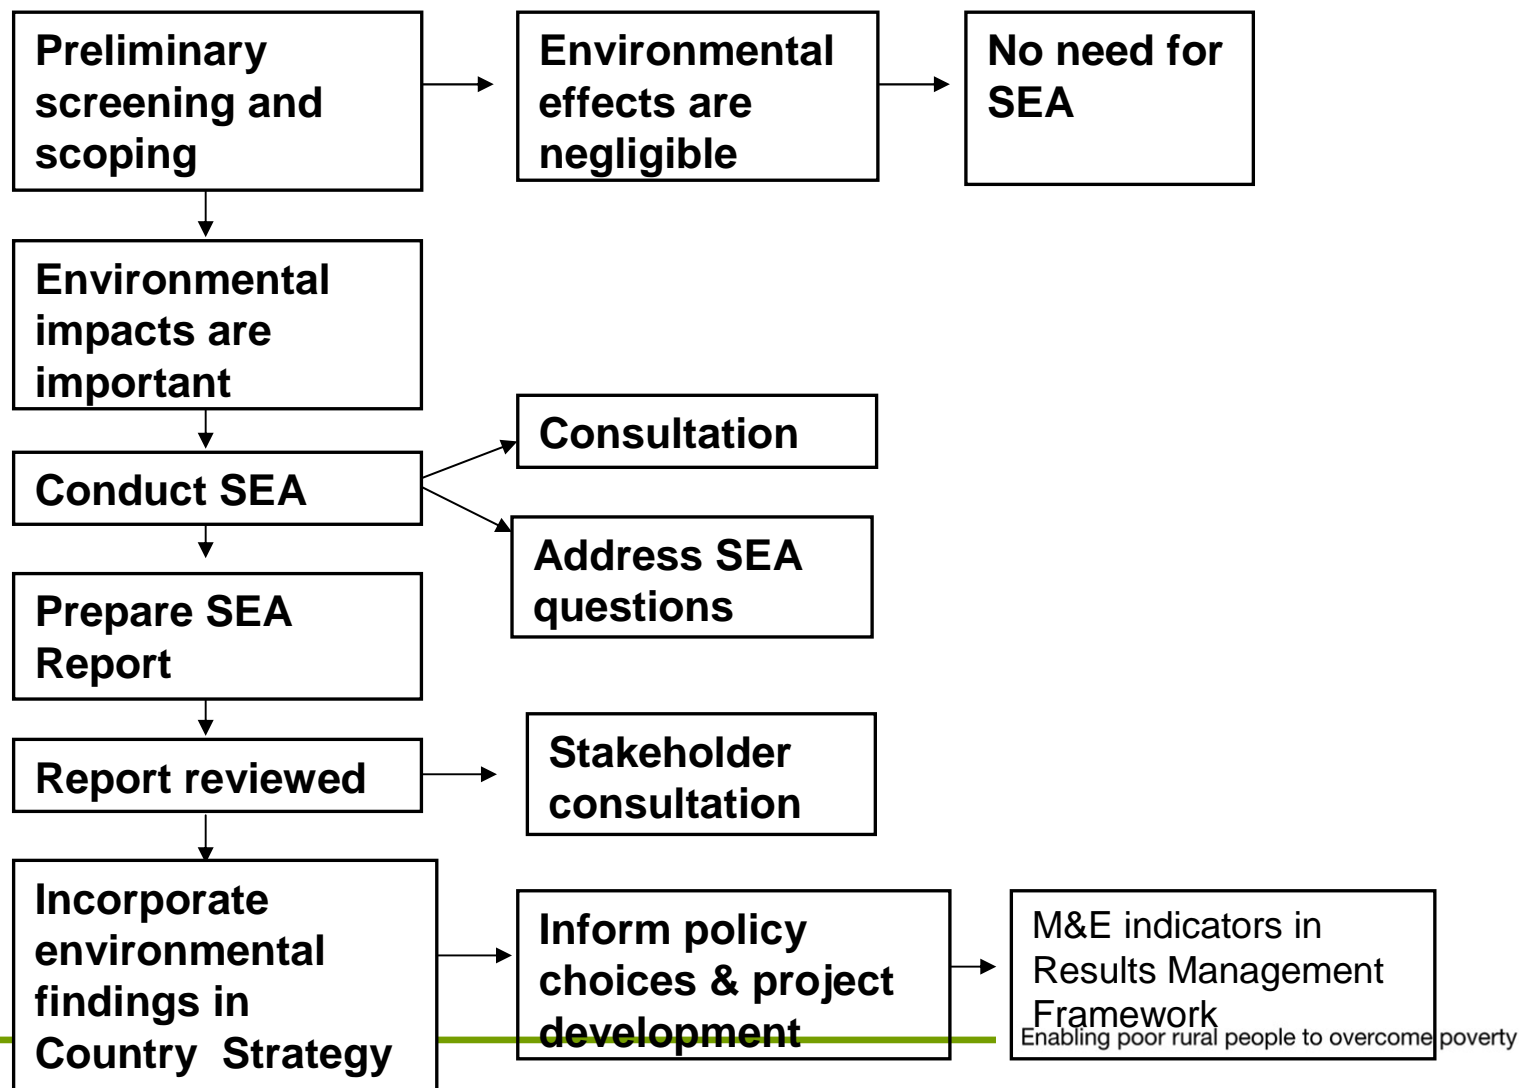 Preliminary
screening and
scoping
Environmental
effects are
negligible
No need for
SEA
Environmental
impacts are
important
Conduct SEA
Consultation
Address SEA
questions
Prepare SEA
Report
Report reviewed
Stakeholder
consultation
Incorporate
environmental
findings in
Country Strategy
Inform policy
choices & project
development
M&E indicators in
Results Management
Framework
Enabling poor rural people to overcome poverty